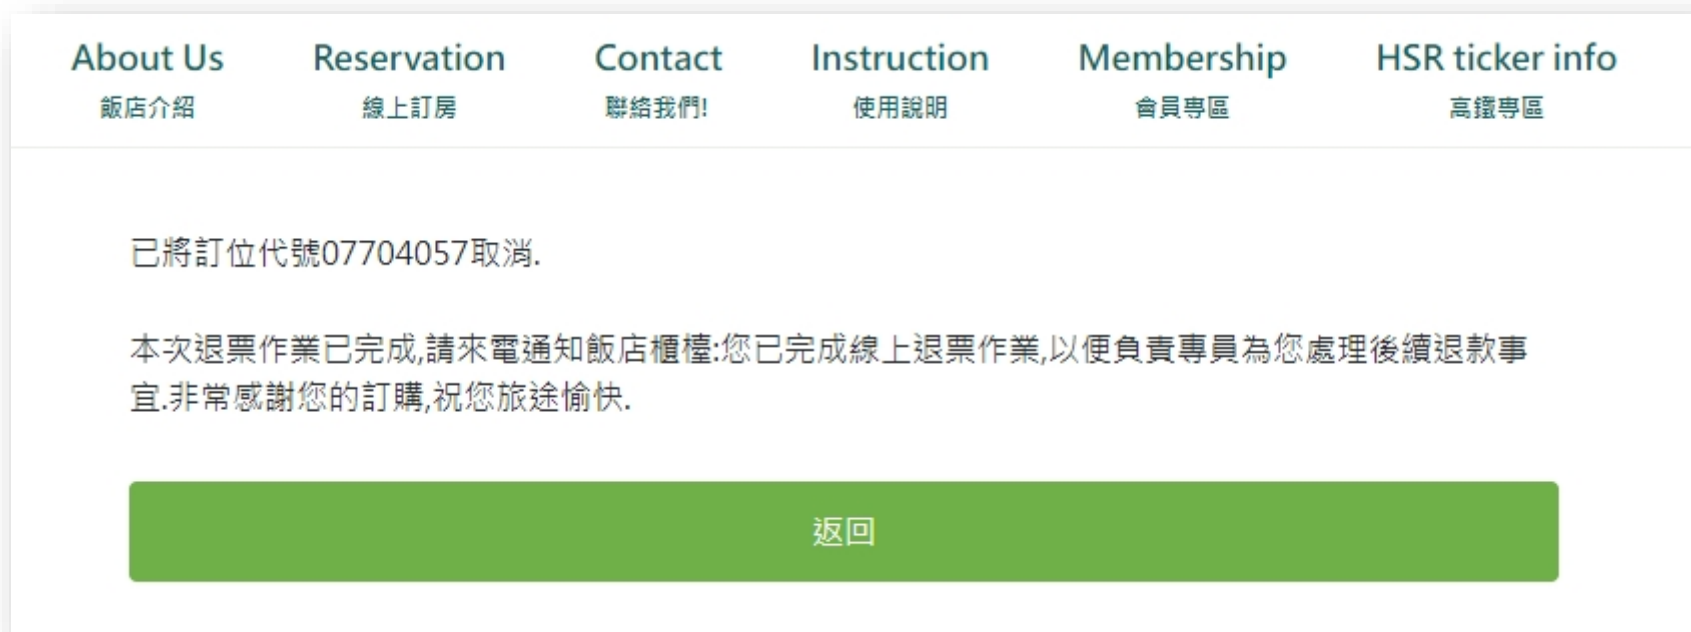 About Us Reservation Contact Instruction Membership HSR ticker info
飯店介紹 線上訂房 聯絡我們! 使用說明 會員專區 高鐵專區
已將訂位代號07704057取消.
本次退票作業已完成,請來電通知飯店櫃檯:您已完成線上退票作業,以便負責專員為您處理後續退款事
宜.非常感謝您的訂購,祝您旅途愉快.
返回